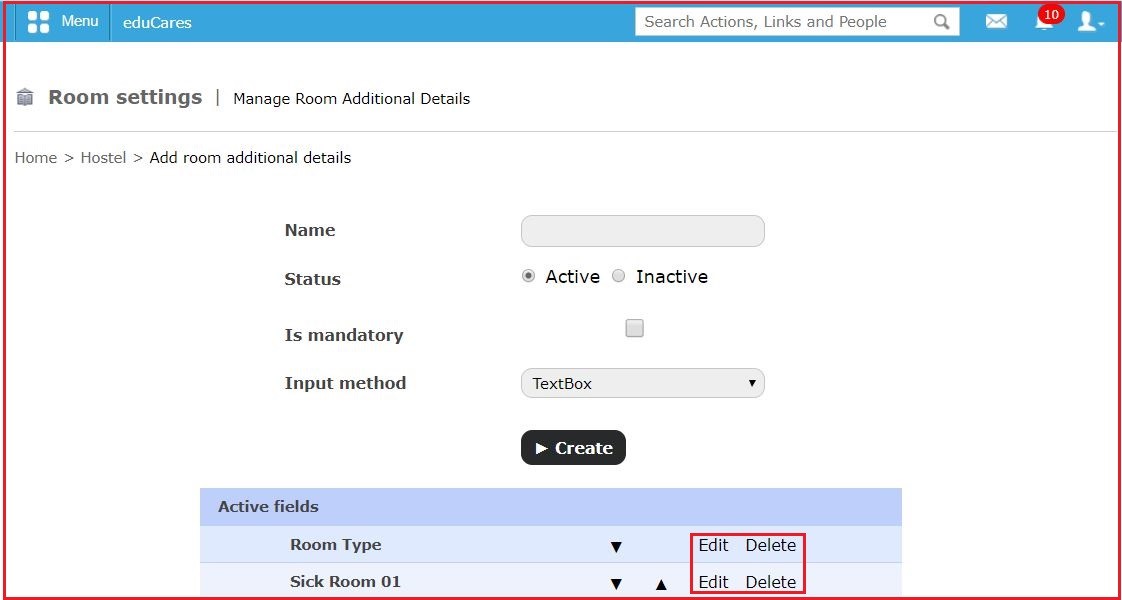 Menu eduCares Search Actions, Links and People 10
Room settings | Manage Room Additional Details
Home > Hostel > Add room additional details
Name
Status Active Inactive
Is mandatory
Input method TextBox ▼
► Create
Active fields
Room Type ▼ Edit Delete
Sick Room 01 ▼ ▲ Edit Delete